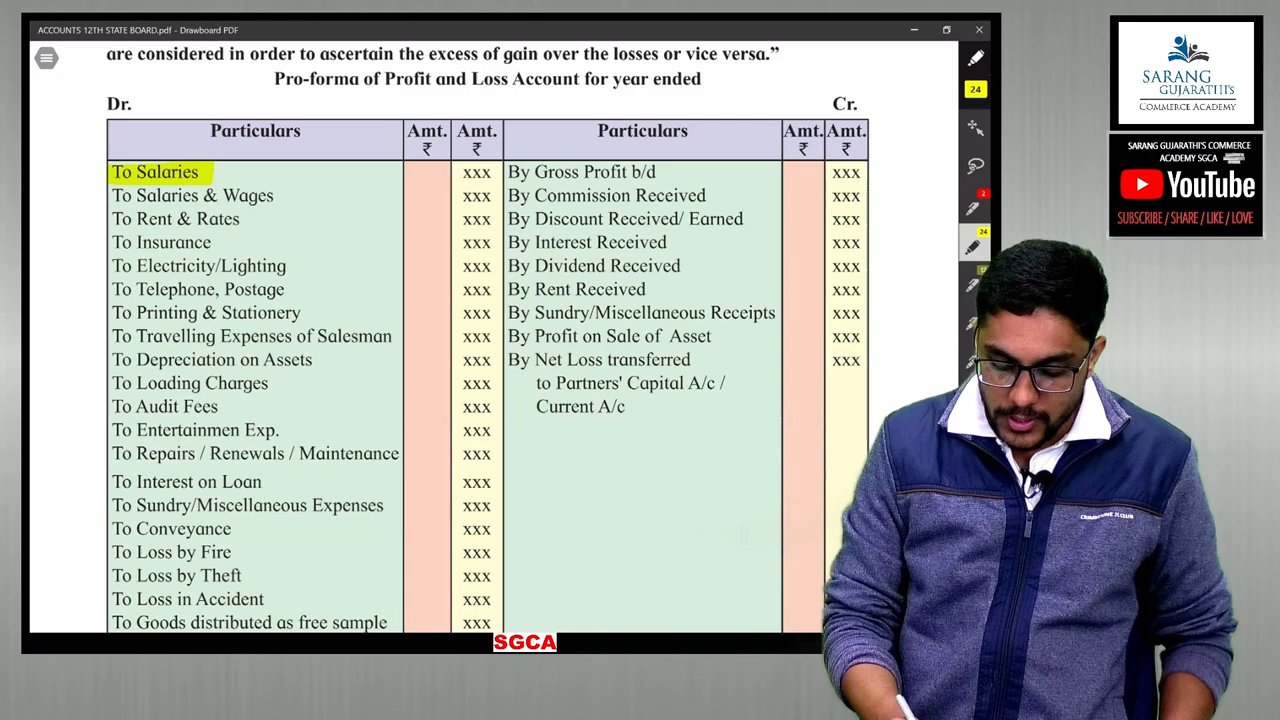 ACCOUNTS 12TH STATE BOARD.pdf - Drawboard PDF
are considered in order to ascertain the excess of gain over the losses or vice versa.”
Pro-forma of Profit and Loss Account for year ended
Dr. Cr.
Particulars Amt. ₹ Amt. ₹ Particulars Amt. ₹ Amt. ₹
To Salaries xxx By Gross Profit b/d xxx
To Salaries & Wages xxx By Commission Received xxx
To Rent & Rates xxx By Discount Received/ Earned xxx
To Insurance xxx By Interest Received xxx
To Electricity/Lighting xxx By Dividend Received xxx
To Telephone, Postage xxx By Rent Received xxx
To Printing & Stationery xxx By Sundry/Miscellaneous Receipts xxx
To Travelling Expenses of Salesman xxx By Profit on Sale of Asset xxx
To Depreciation on Assets xxx By Net Loss transferred xxx
To Loading Charges xxx to Partners' Capital A/c /
To Audit Fees xxx Current A/c
To Entertainmen Exp. xxx
To Repairs / Renewals / Maintenance xxx
To Interest on Loan xxx
To Sundry/Miscellaneous Expenses xxx
To Conveyance xxx
To Loss by Fire xxx
To Loss by Theft xxx
To Loss in Accident xxx
To Goods distributed as free sample xxx
SGCA
24
2
24
SARANG
GUJARATHI'S
COMMERCE ACADEMY
SARANG GUJARATHI'S COMMERCE
ACADEMY SGCA
YouTube
SUBSCRIBE / SHARE / LIKE / LOVE